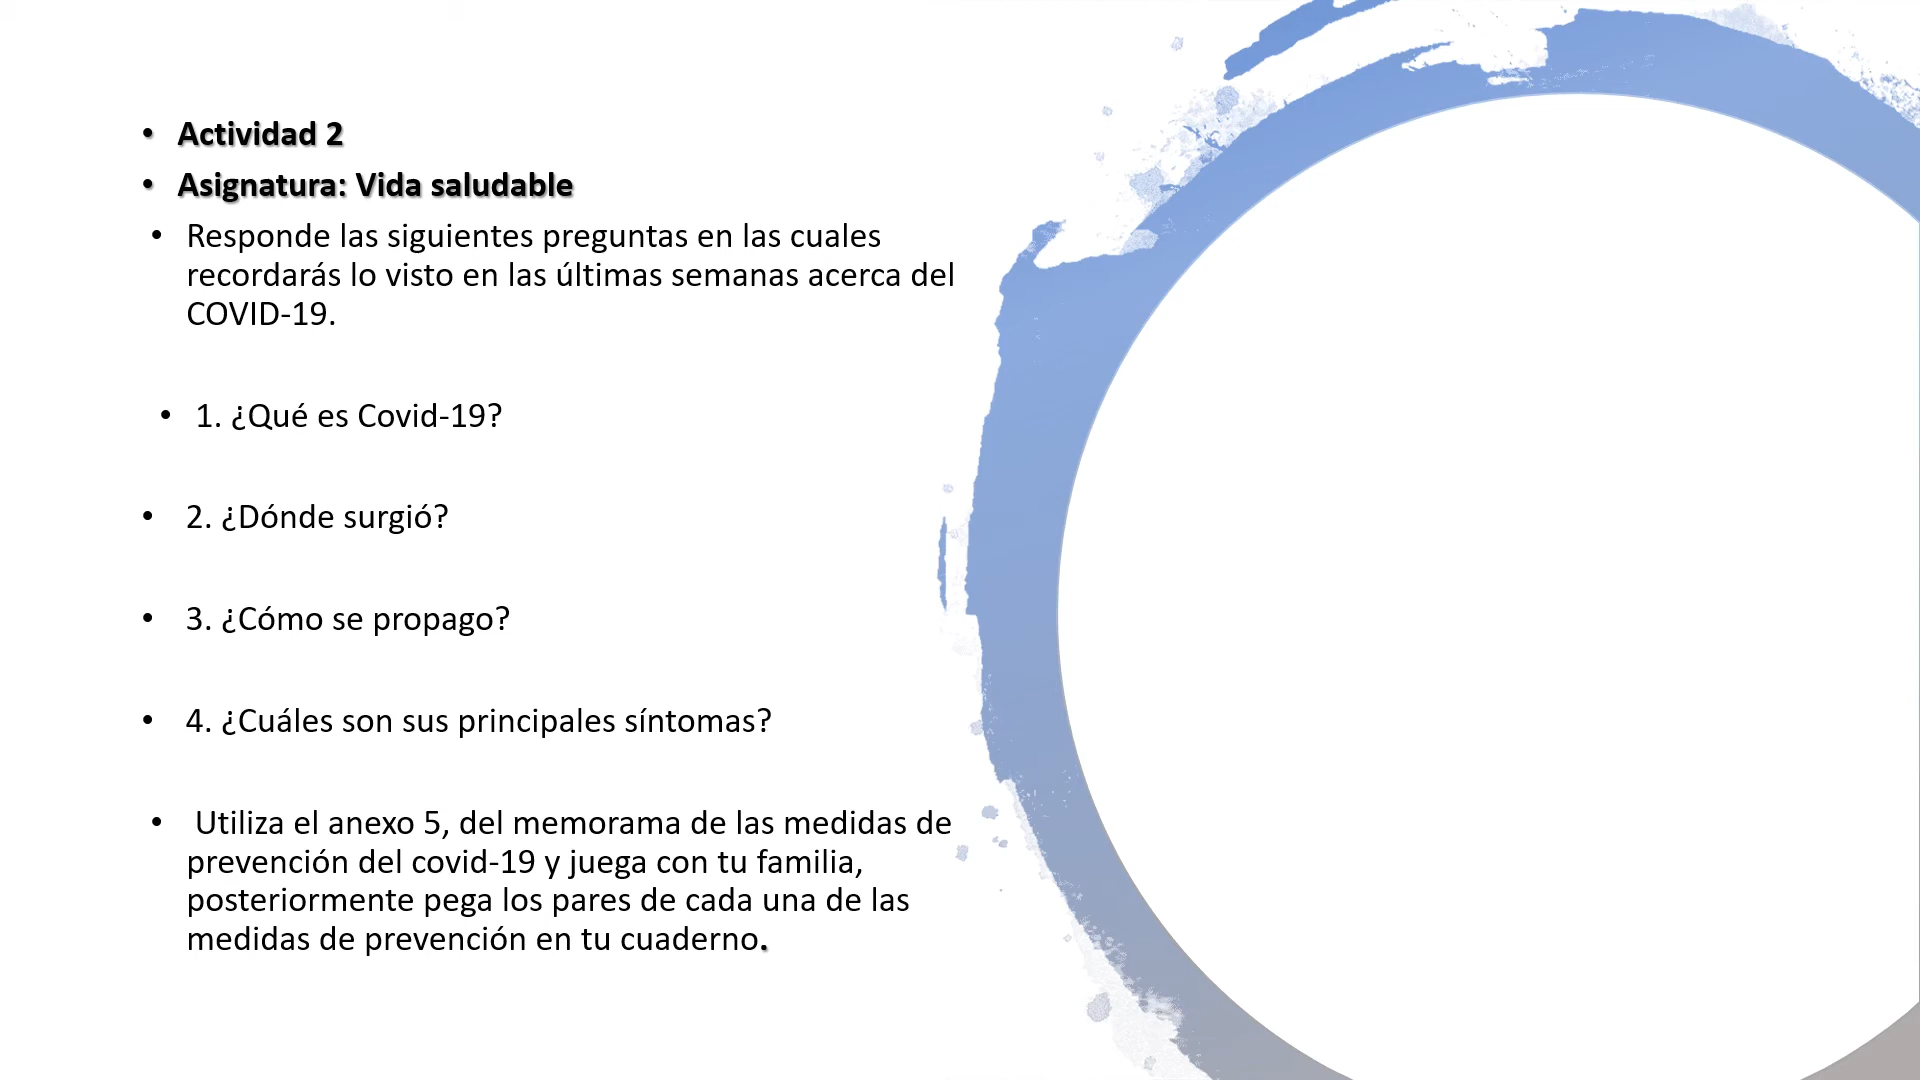 • Actividad 2
• Asignatura: Vida saludable
• Responde las siguientes preguntas en las cuales
recordarás lo visto en las últimas semanas acerca del
COVID-19.
• 1. ¿Qué es Covid-19?
• 2. ¿Dónde surgió?
• 3. ¿Cómo se propago?
• 4. ¿Cuáles son sus principales síntomas?
• Utiliza el anexo 5, del memorama de las medidas de
prevención del covid-19 y juega con tu familia,
posteriormente pega los pares de cada una de las
medidas de prevención en tu cuaderno.